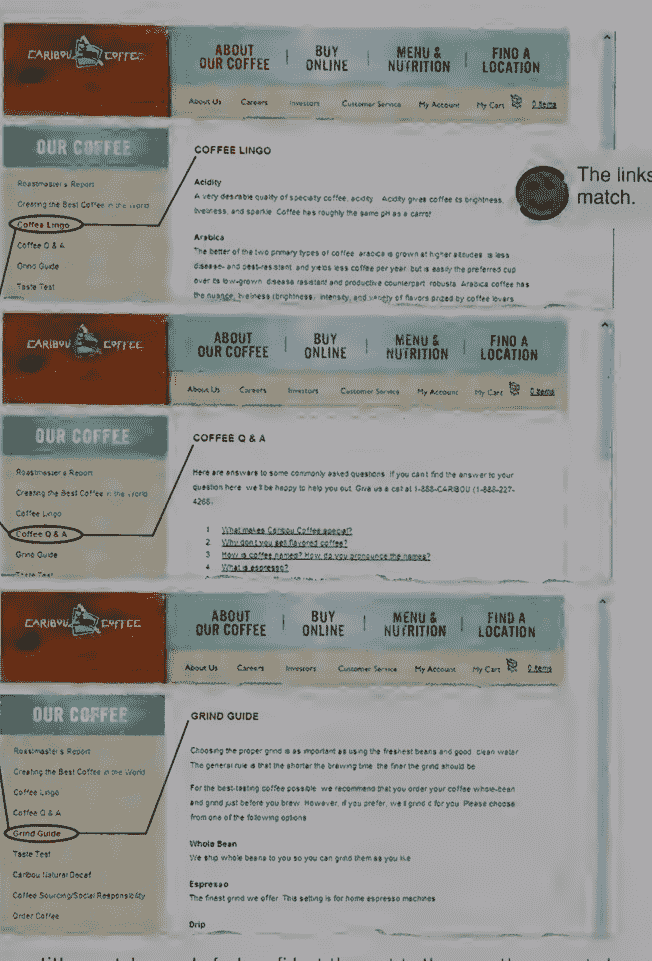 CARIBOU COFFEE
ABOUT OUR COFFEE
BUY ONLINE
MENU & NUTRITION
FIND A LOCATION
About Us Careers Investors Customer Service My Account My Cart 0 items
OUR COFFEE
Roastmaster's Report
Creating the Best Coffee in the World
Coffee Lingo
Coffee Q & A
Grind Guide
Taste Test
COFFEE LINGO
Acidity
A very desirable quality of specialty coffee, acidity. Acidity gives coffee its brightness,
liveliness, and sparkle. Coffee has roughly the same pH as a carrot
Arabica
The better of the two primary types of coffee, arabica is grown at higher altitudes, is less
disease- and pest-resistant, and yields less coffee per year, but is easily the preferred cup
over its low-grown, disease resistant and productive counterpart, robusta. Arabica coffee has
the nuance, liveliness (brightness), intensity, and variety of flavors prized by coffee lovers
The links
match.
CARIBOU COFFEE
ABOUT OUR COFFEE
BUY ONLINE
MENU & NUTRITION
FIND A LOCATION
About Us Careers Investors Customer Service My Account My Cart 0 items
OUR COFFEE
Roastmaster's Report
Creating the Best Coffee in the World
Coffee Lingo
Coffee Q & A
Grind Guide
Taste Test
COFFEE Q & A
Here are answers to some commonly asked questions. If you can't find the answer to your
question here, we'll be happy to help you out. Give us a call at 1-888-CARIBOU (1-888-227-
4268).
1 What makes Caribou Coffee special?
2 Why don't you sell flavored coffee?
3 How is coffee named? How do you pronounce the names?
4 What is espresso?
CARIBOU COFFEE
ABOUT OUR COFFEE
BUY ONLINE
MENU & NUTRITION
FIND A LOCATION
About Us Careers Investors Customer Service My Account My Cart 0 items
OUR COFFEE
Roastmaster's Report
Creating the Best Coffee in the World
Coffee Lingo
Coffee Q & A
Grind Guide
Taste Test
Caribou Natural Decaf
Coffee Sourcing/Social Responsibility
Order Coffee
GRIND GUIDE
Choosing the proper grind is as important as using the freshest beans and good, clean water.
The general rule is that the shorter the brewing time, the finer the grind should be.
For the best-tasting coffee possible, we recommend that you order your coffee whole-bean
and grind just before you brew. However, if you prefer, we'll grind it for you. Please choose
from one of the following options
Whole Bean
We ship whole beans to you so you can grind them as you like
Espresso
The finest grind we offer. This setting is for home espresso machines
Drip